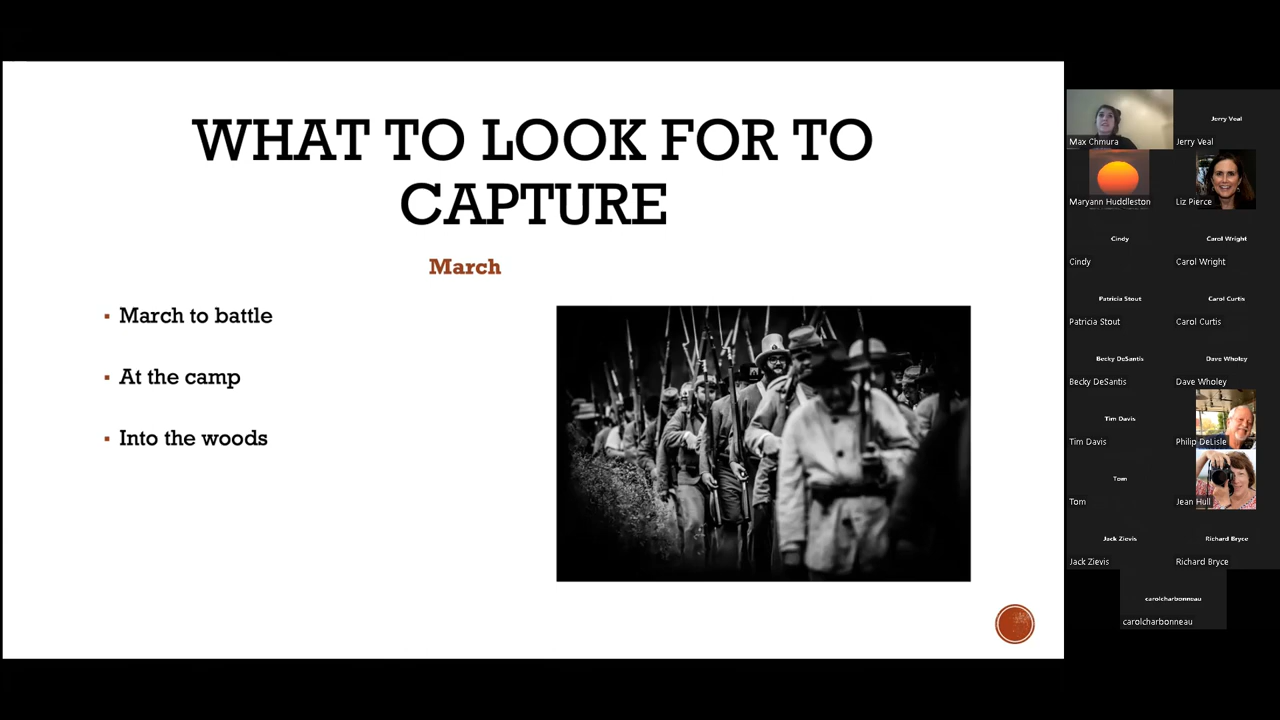 WHAT TO LOOK FOR TO
CAPTURE
March
▪ March to battle
▪ At the camp
▪ Into the woods
Max Chmura
Jerry Veal
Jerry Veal
Maryann Huddleston
Liz Pierce
Cindy
Cindy
Carol Wright
Carol Wright
Patricia Stout
Patricia Stout
Carol Curtis
Carol Curtis
Becky DeSantis
Becky DeSantis
Dave Wholey
Dave Wholey
Tim Davis
Tim Davis
Philip DeLisle
Tom
Tom
Jean Hull
Jack Zievis
Jack Zievis
Richard Bryce
Richard Bryce
carolcharbonneau
carolcharbonneau